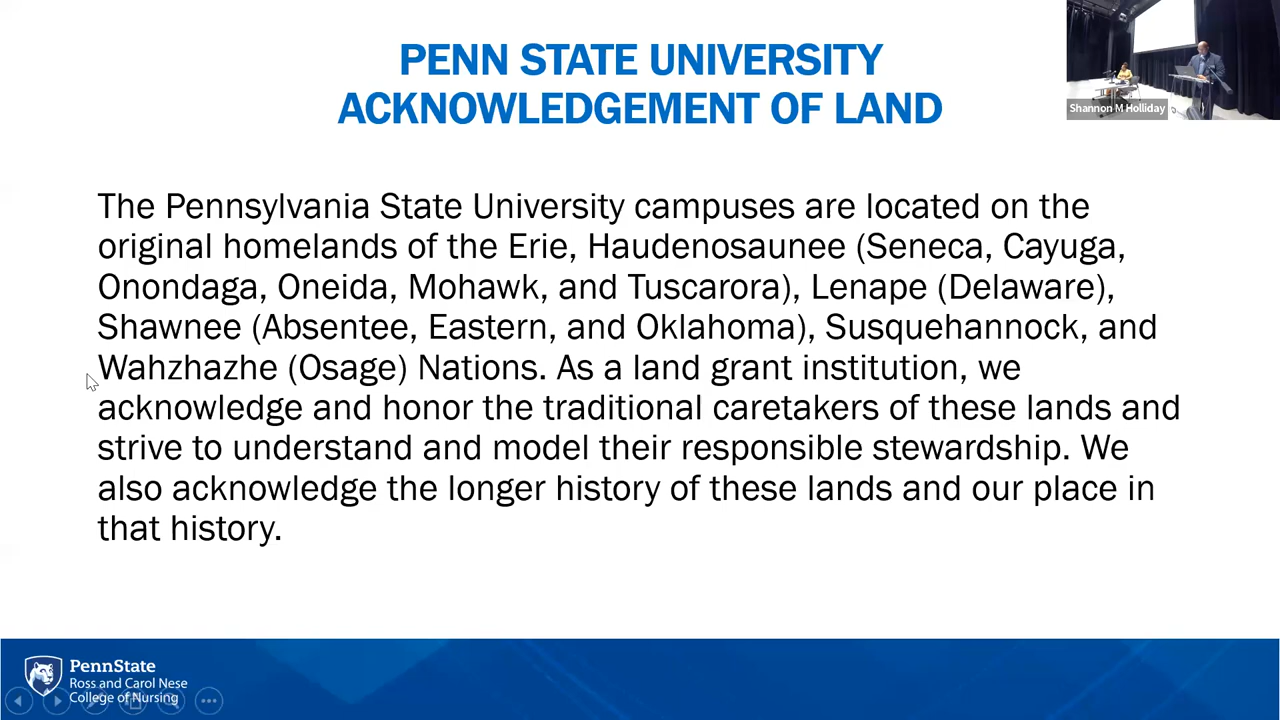 PENN STATE UNIVERSITY
ACKNOWLEDGEMENT OF LAND
Shannon M Holliday
The Pennsylvania State University campuses are located on the
original homelands of the Erie, Haudenosaunee (Seneca, Cayuga,
Onondaga, Oneida, Mohawk, and Tuscarora), Lenape (Delaware),
Shawnee (Absentee, Eastern, and Oklahoma), Susquehannock, and
Wahzhazhe (Osage) Nations. As a land grant institution, we
acknowledge and honor the traditional caretakers of these lands and
strive to understand and model their responsible stewardship. We
also acknowledge the longer history of these lands and our place in
that history.
PennState
Ross and Carol Nese
College of Nursing